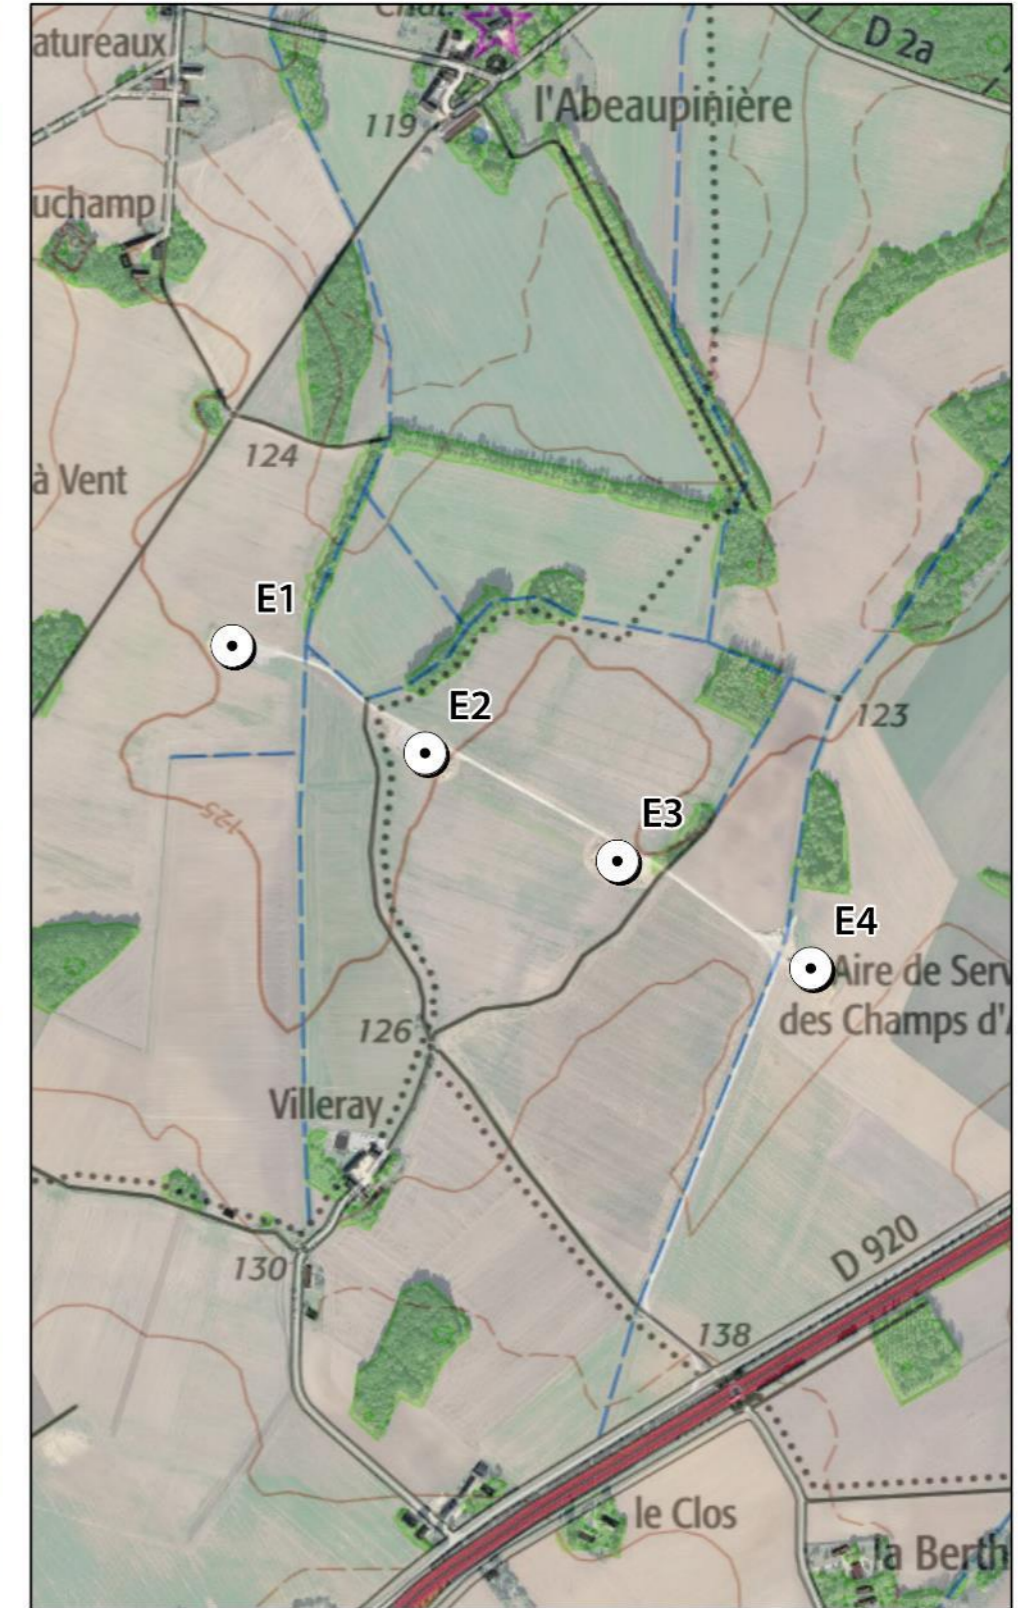 Chât.
atureaux
D 2a
l'Abeaupinière
119
uchamp
124
à Vent
E1
E2
123
E3
125
E4
Aire de Serv
des Champs d'A
126
Villeray
D 920
130
138
le Clos
la Berth